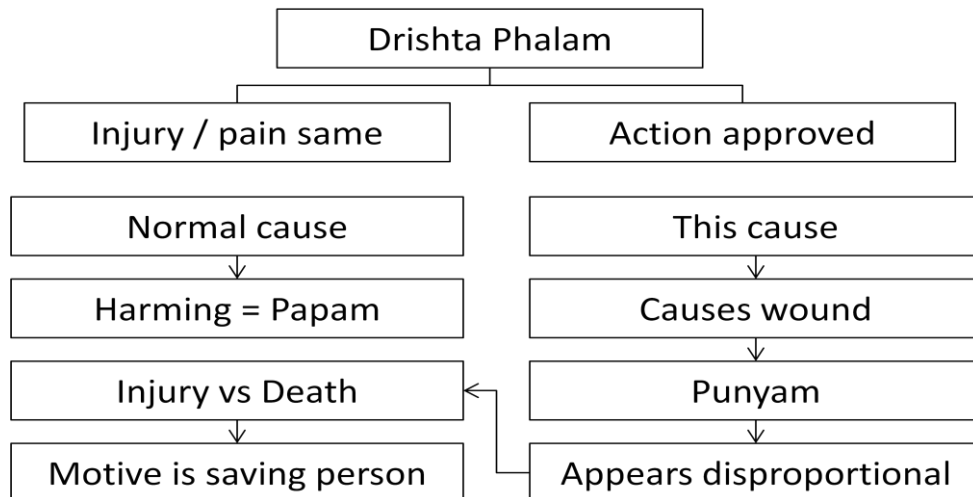 Drishta Phalam
Injury / pain same
Action approved
Normal cause
This cause
Harming = Papam
Causes wound
Injury vs Death
Punyam
Motive is saving person
Appears disproportional